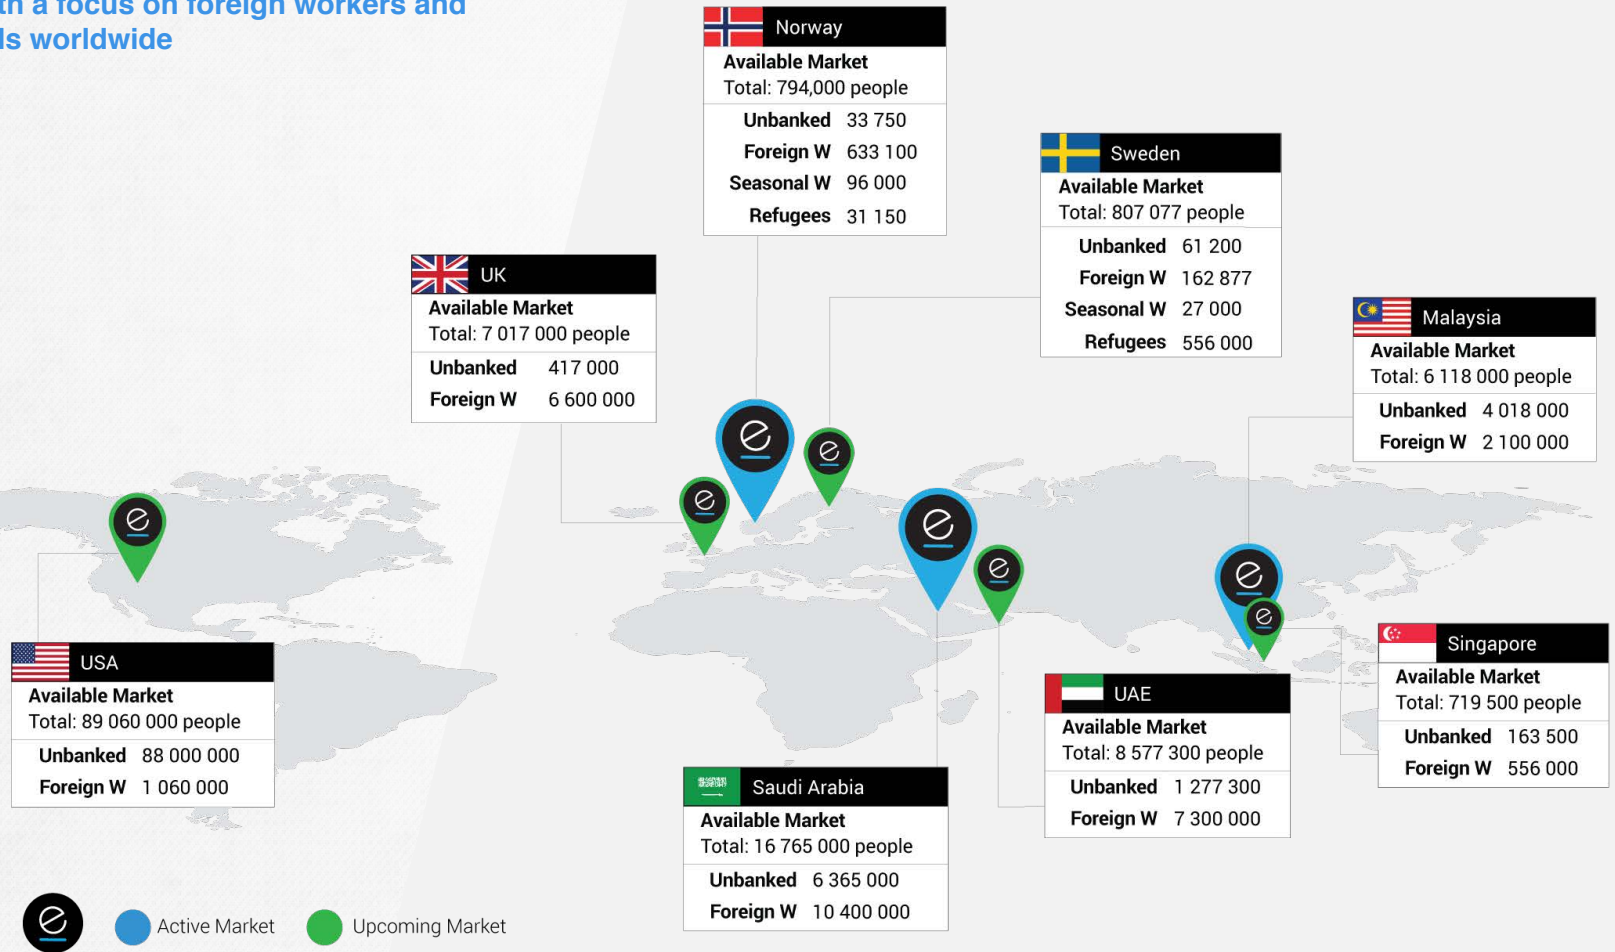 th a focus on foreign workers and
ls worldwide
Norway
Available Market
Total: 794,000 people
Unbanked 33 750
Foreign W 633 100
Seasonal W 96 000
Refugees 31 150
Sweden
Available Market
Total: 807 077 people
Unbanked 61 200
Foreign W 162 877
Seasonal W 27 000
Refugees 556 000
UK
Available Market
Total: 7 017 000 people
Unbanked 417 000
Foreign W 6 600 000
Malaysia
Available Market
Total: 6 118 000 people
Unbanked 4 018 000
Foreign W 2 100 000
e
e
e
e
e
e
e
e
USA
Available Market
Total: 89 060 000 people
Unbanked 88 000 000
Foreign W 1 060 000
Singapore
Available Market
Total: 719 500 people
Unbanked 163 500
Foreign W 556 000
UAE
Available Market
Total: 8 577 300 people
Unbanked 1 277 300
Foreign W 7 300 000
Saudi Arabia
Available Market
Total: 16 765 000 people
Unbanked 6 365 000
Foreign W 10 400 000
e
Active Market
Upcoming Market